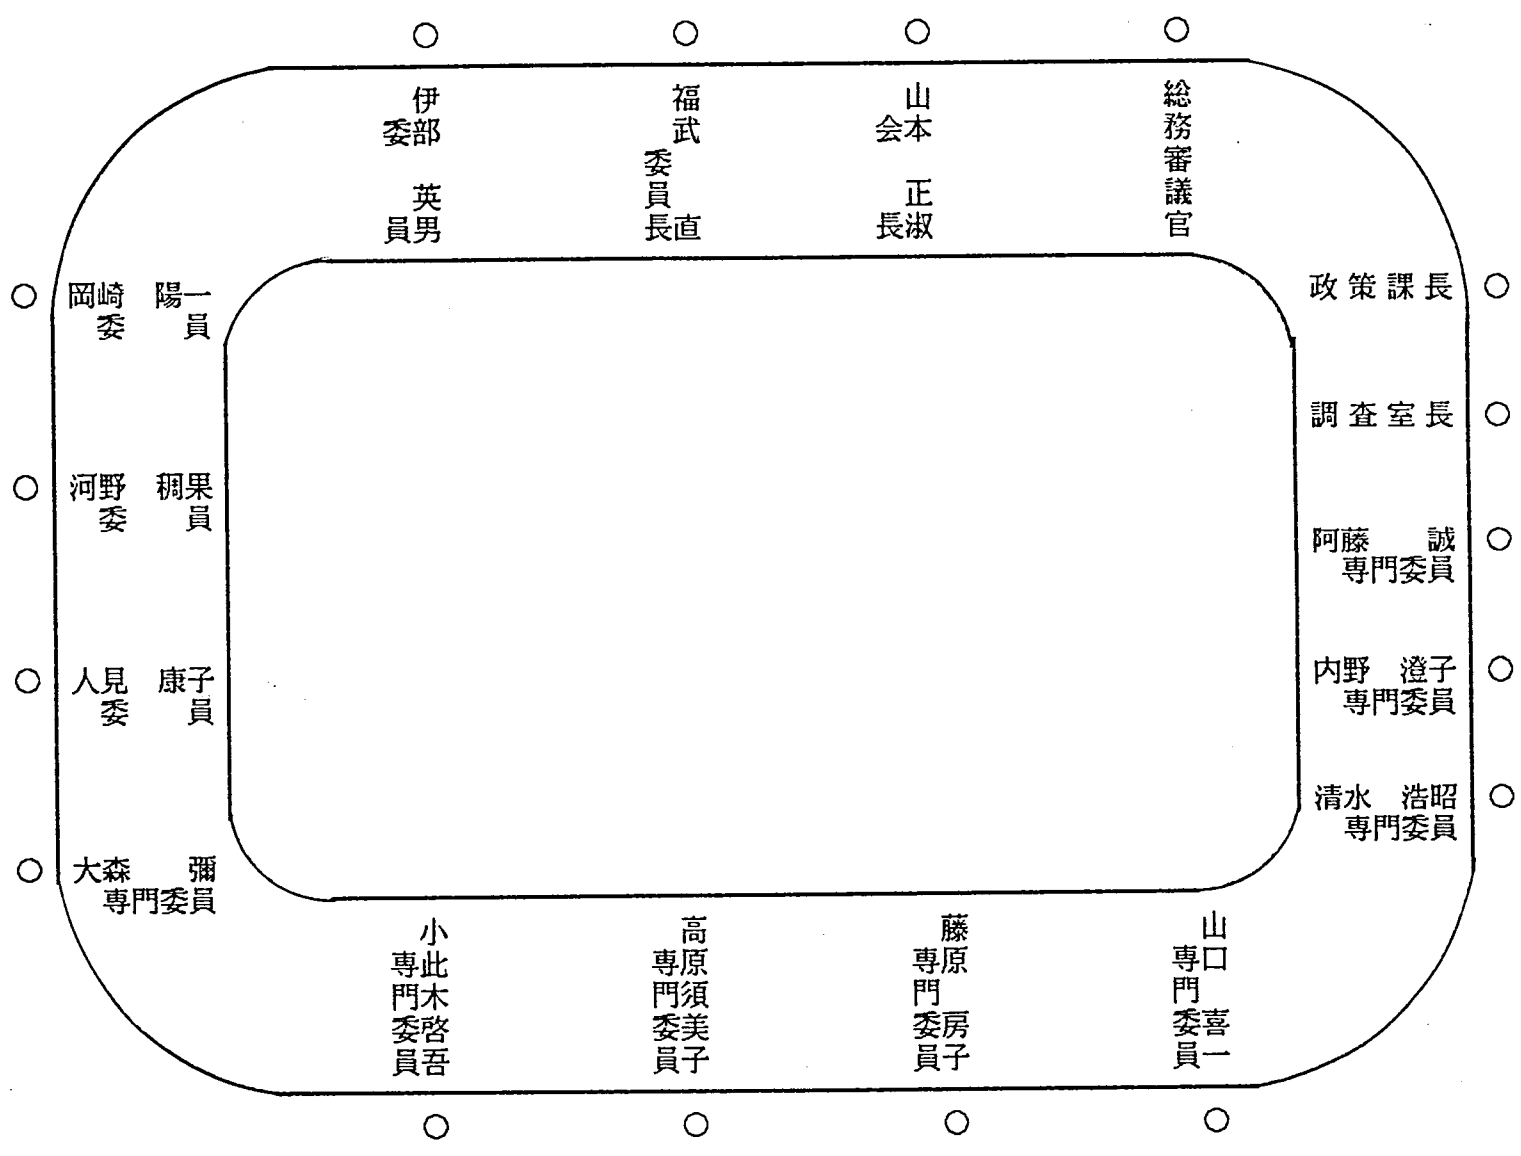 総務審議官
山本　正淑
会長
福武　直
委員長
伊部　英男
委員
岡崎　陽一
委員
河野　稠果
委員
人見　康子
委員
大森　彌
専門委員
政策課長
調査室長
阿藤　誠
専門委員
内野　澄子
専門委員
清水　浩昭
専門委員
山口　喜一
専門委員
藤原　房子
専門委員
高原須美子
専門委員
小此木啓吾
専門委員